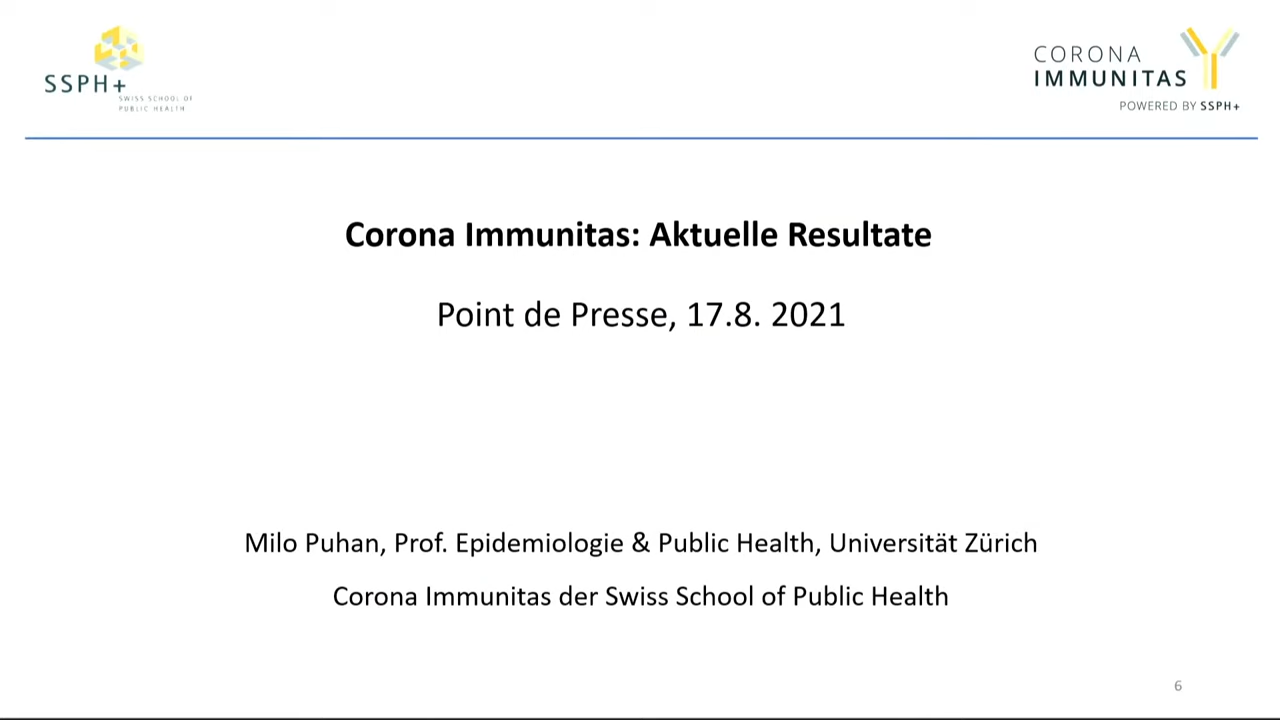 SSPH+
SWISS SCHOOL OF
PUBLIC HEALTH
CORONA
IMMUNITAS
POWERED BY SSPH+
Corona Immunitas: Aktuelle Resultate
Point de Presse, 17.8. 2021
Milo Puhan, Prof. Epidemiologie & Public Health, Universität Zürich
Corona Immunitas der Swiss School of Public Health
6